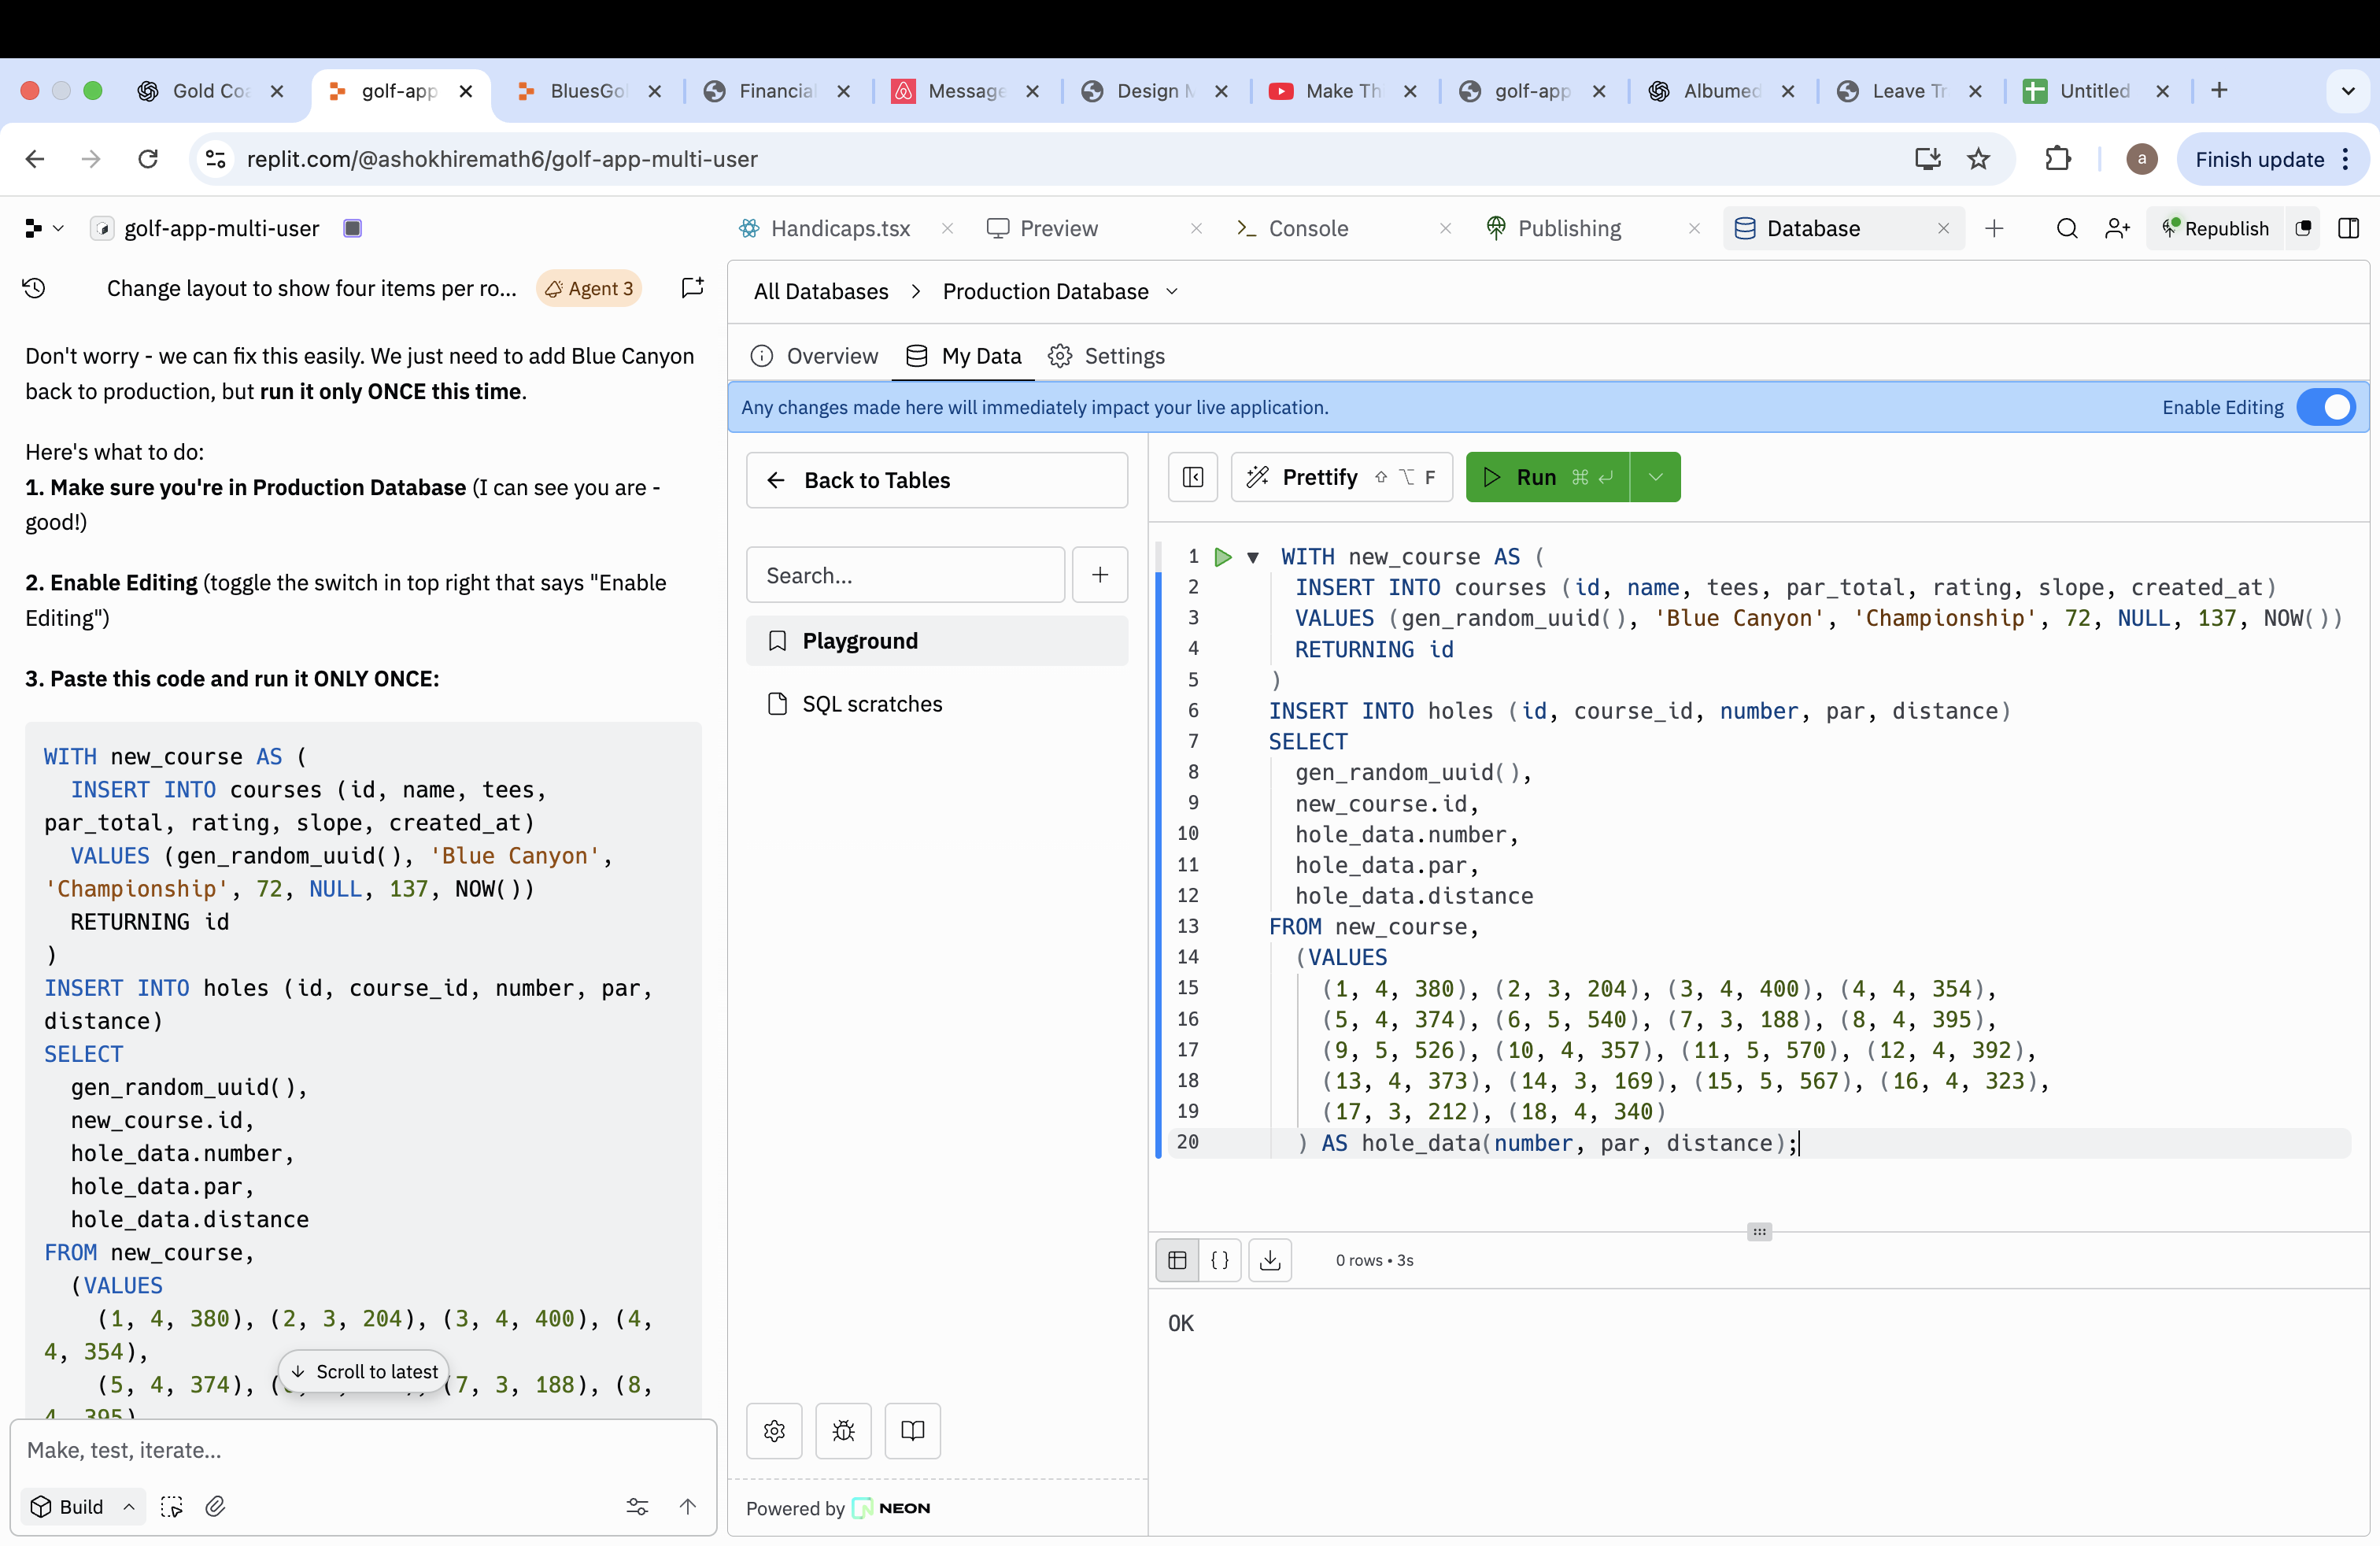 Gold Coa
golf-app
BluesGol
Financial
Message
Design M
Make Th
golf-app
Albumed
Leave Tr
Untitled
replit.com/@ashokhiremath6/golf-app-multi-user
a
Finish update
golf-app-multi-user
Handicaps.tsx
Preview
Console
Publishing
Database
Republish
Change layout to show four items per ro...
Agent 3
Don't worry - we can fix this easily. We just need to add Blue Canyon
back to production, but run it only ONCE this time.
Here's what to do:
1. Make sure you're in Production Database (I can see you are -
good!)
2. Enable Editing (toggle the switch in top right that says "Enable
Editing")
3. Paste this code and run it ONLY ONCE:
WITH new_course AS (
INSERT INTO courses (id, name, tees,
par_total, rating, slope, created_at)
VALUES (gen_random_uuid(), 'Blue Canyon',
'Championship', 72, NULL, 137, NOW())
RETURNING id
)
INSERT INTO holes (id, course_id, number, par,
distance)
SELECT
gen_random_uuid(),
new_course.id,
hole_data.number,
hole_data.par,
hole_data.distance
FROM new_course,
(VALUES
(1, 4, 380), (2, 3, 204), (3, 4, 400), (4,
4, 354),
(5, 4, 374), (7, 3, 188), (8,
4, 395)
Scroll to latest
Make, test, iterate...
Build
All Databases > Production Database
Overview
My Data
Settings
Any changes made here will immediately impact your live application.
Enable Editing
Back to Tables
Search...
Playground
SQL scratches
Powered by NEON
Prettify ⇧ ⌥ F
Run ⌘ ↵
1 WITH new_course AS (
2 INSERT INTO courses (id, name, tees, par_total, rating, slope, created_at)
3 VALUES (gen_random_uuid(), 'Blue Canyon', 'Championship', 72, NULL, 137, NOW())
4 RETURNING id
5 )
6 INSERT INTO holes (id, course_id, number, par, distance)
7 SELECT
8 gen_random_uuid(),
9 new_course.id,
10 hole_data.number,
11 hole_data.par,
12 hole_data.distance
13 FROM new_course,
14 (VALUES
15 (1, 4, 380), (2, 3, 204), (3, 4, 400), (4, 4, 354),
16 (5, 4, 374), (6, 5, 540), (7, 3, 188), (8, 4, 395),
17 (9, 5, 526), (10, 4, 357), (11, 5, 570), (12, 4, 392),
18 (13, 4, 373), (14, 3, 169), (15, 5, 567), (16, 4, 323),
19 (17, 3, 212), (18, 4, 340)
20 ) AS hole_data(number, par, distance);
0 rows • 3s
OK